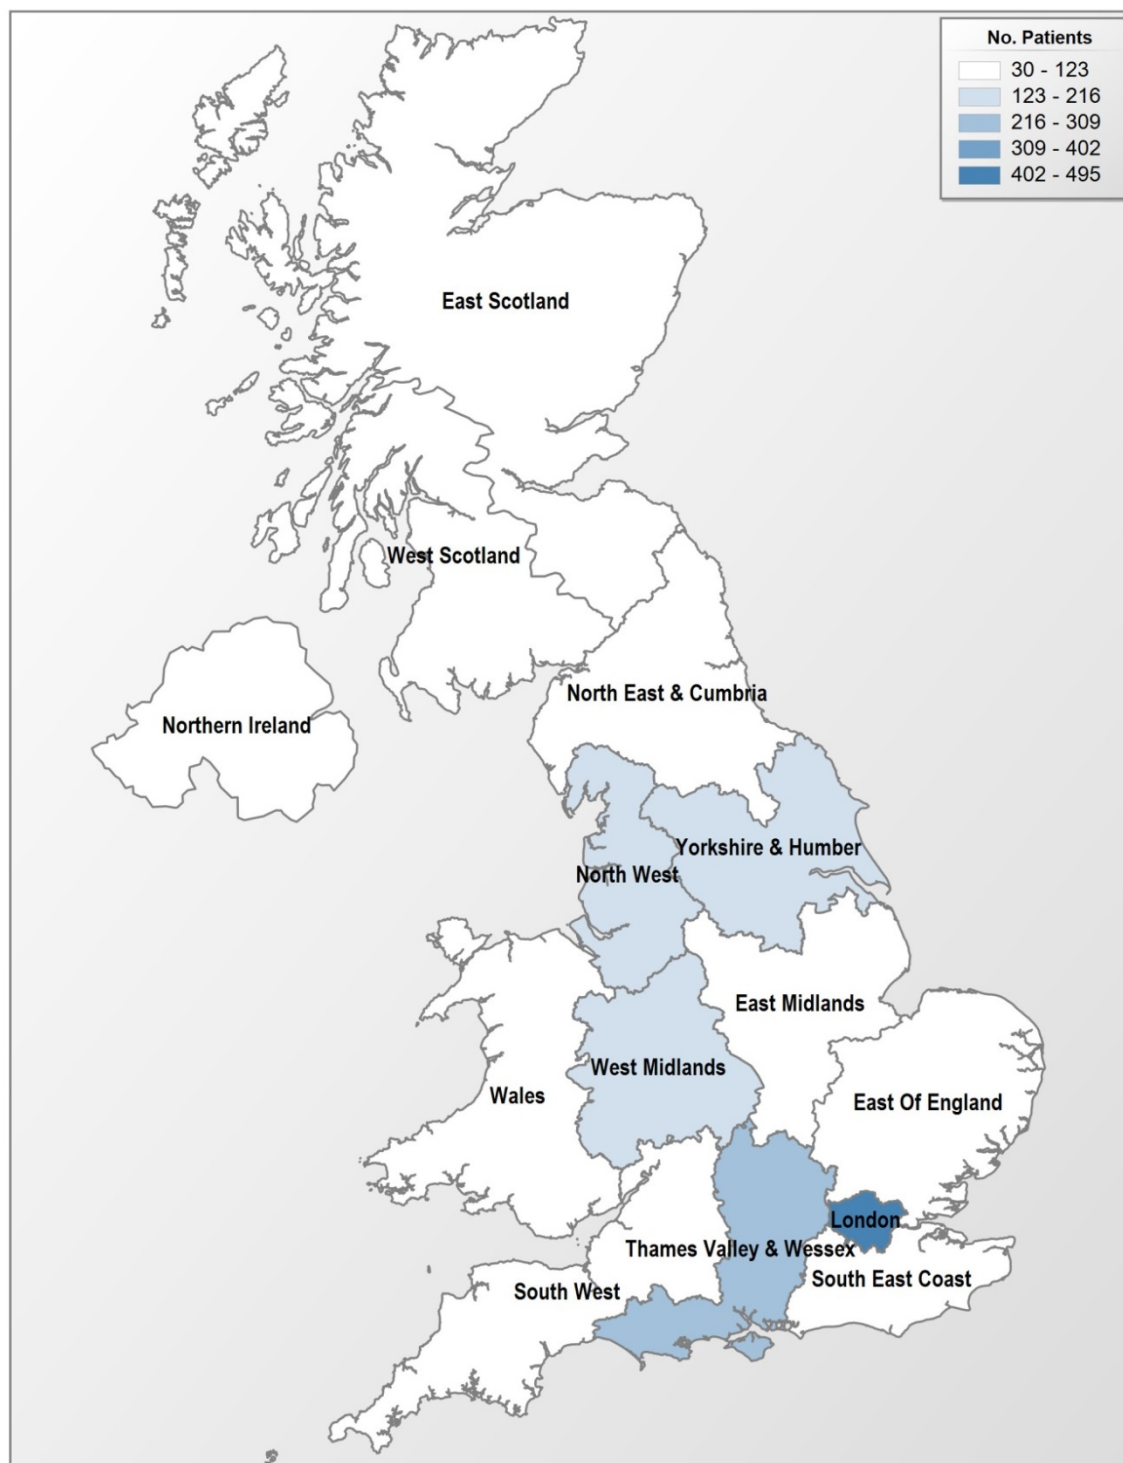 No. Patients
30 - 123
123 - 216
216 - 309
309 - 402
402 - 495
East Scotland
West Scotland
North East & Cumbria
Northern Ireland
Yorkshire & Humber
North West
East Midlands
West Midlands
Wales
East Of England
London
Thames Valley & Wessex
South East Coast
South West